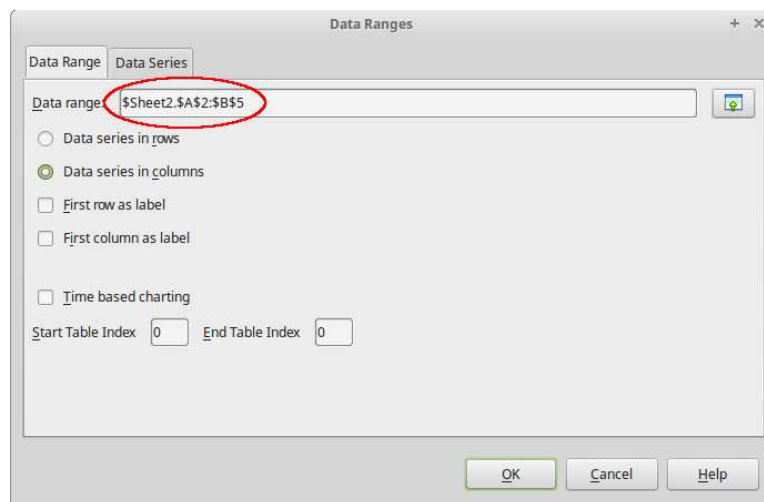 Data Ranges
Data Range Data Series
Data range: $Sheet2.$A$2:$B$5
Data series in rows
Data series in columns
First row as label
First column as label
Time based charting
Start Table Index 0 End Table Index 0
OK Cancel Help